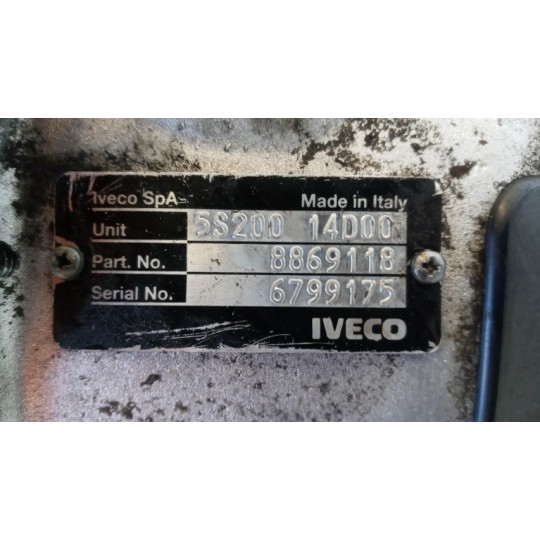 Iveco SpA Made in Italy
Unit 5S200 14D00
Part. No. 8869118
Serial No. 6799175
IVECO